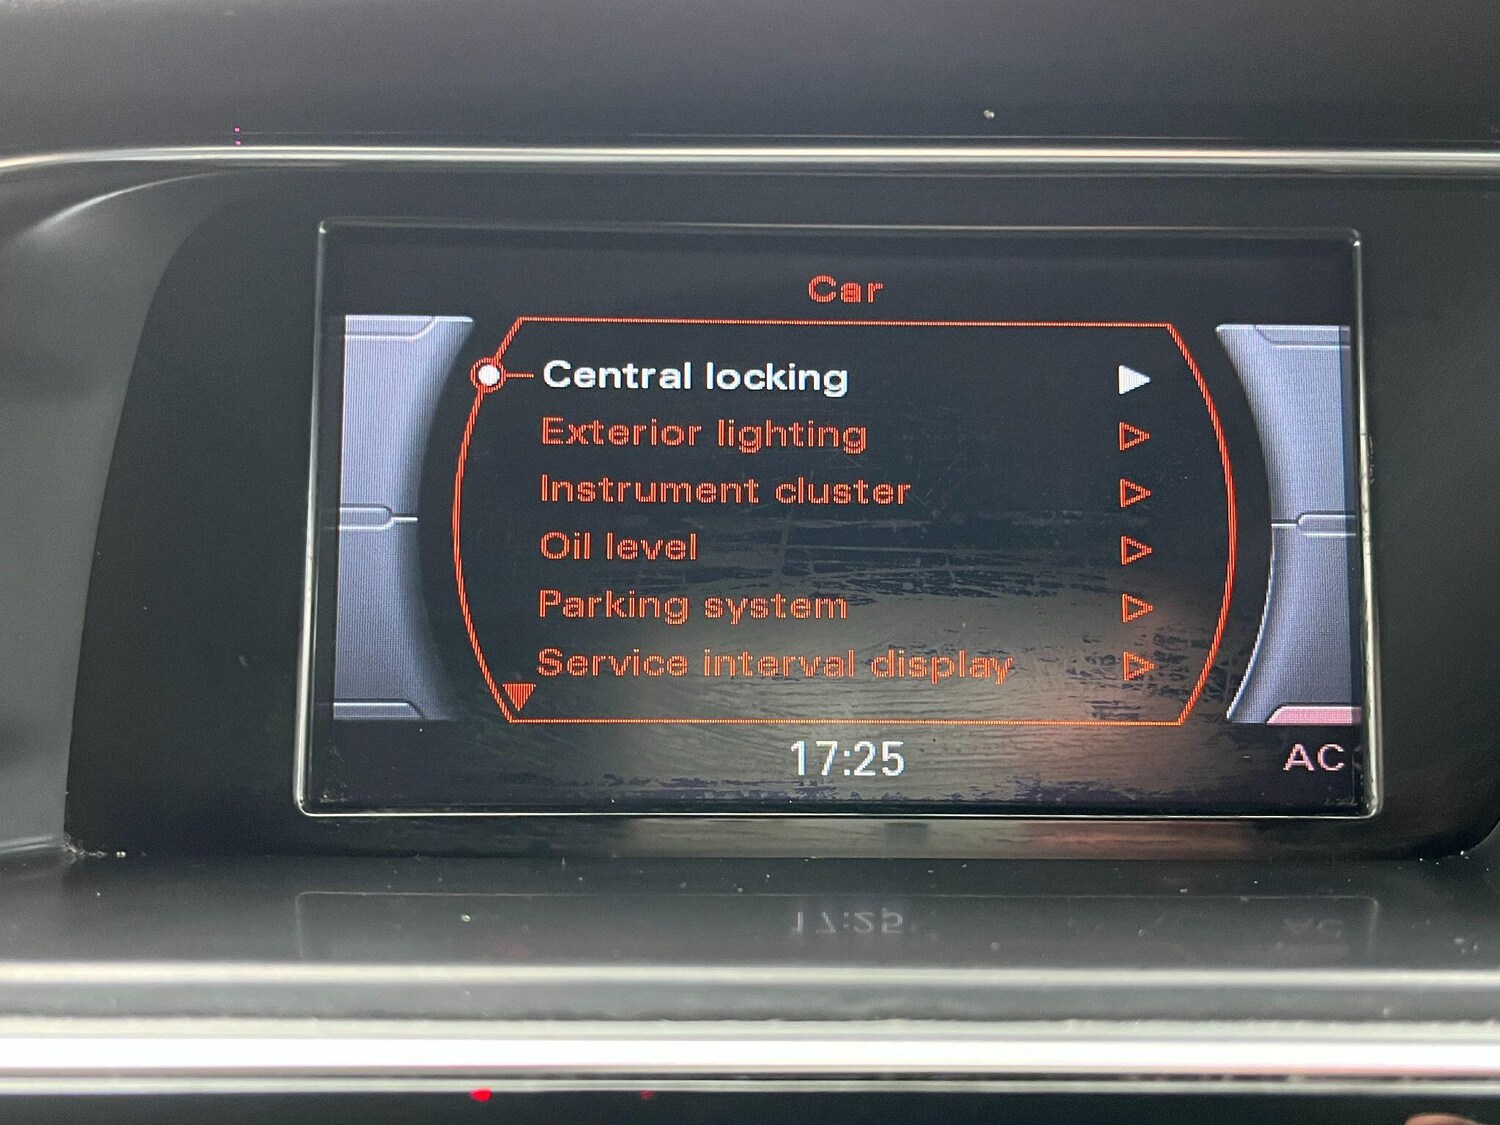 Car
Central locking
Exterior lighting
Instrument cluster
Oil level
Parking system
Service interval display
17:25
AC